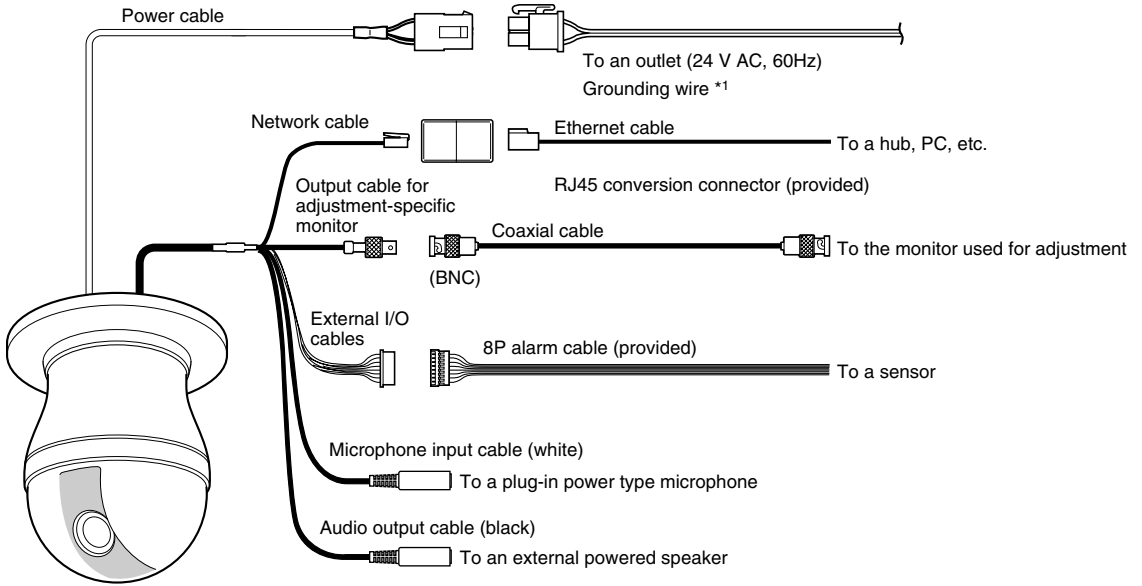 Power cable
To an outlet (24 V AC, 60Hz)
Grounding wire *1
Network cable
Ethernet cable
To a hub, PC, etc.
RJ45 conversion connector (provided)
Output cable for
adjustment-specific
monitor
Coaxial cable
To the monitor used for adjustment
(BNC)
External I/O
cables
8P alarm cable (provided)
To a sensor
Microphone input cable (white)
To a plug-in power type microphone
Audio output cable (black)
To an external powered speaker